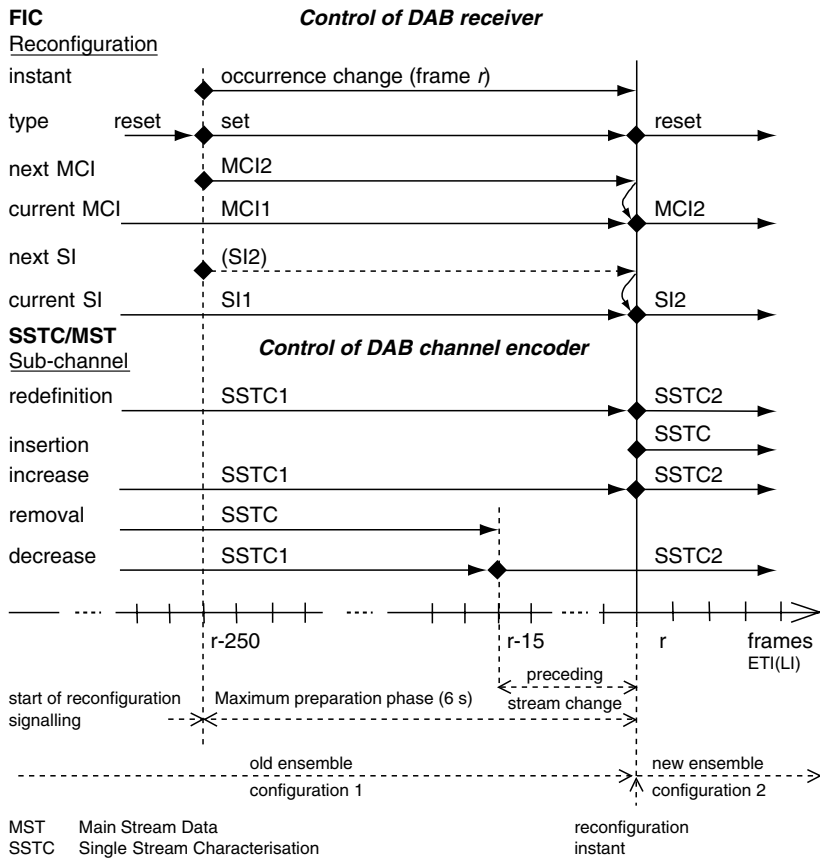 FIC Control of DAB receiver
Reconfiguration
instant occurrence change (frame r)
type reset set reset
next MCI MCI2
current MCI MCI1 MCI2
next SI (SI2)
current SI SI1 SI2
SSTC/MST Control of DAB channel encoder
Sub-channel
redefinition SSTC1 SSTC2
insertion SSTC
increase SSTC1 SSTC2
removal SSTC
decrease SSTC1 SSTC2
r-250 r-15 r frames
ETI(LI)
preceding
start of reconfiguration Maximum preparation phase (6 s) stream change
signalling
old ensemble new ensemble
configuration 1 configuration 2
MST Main Stream Data reconfiguration
SSTC Single Stream Characterisation instant